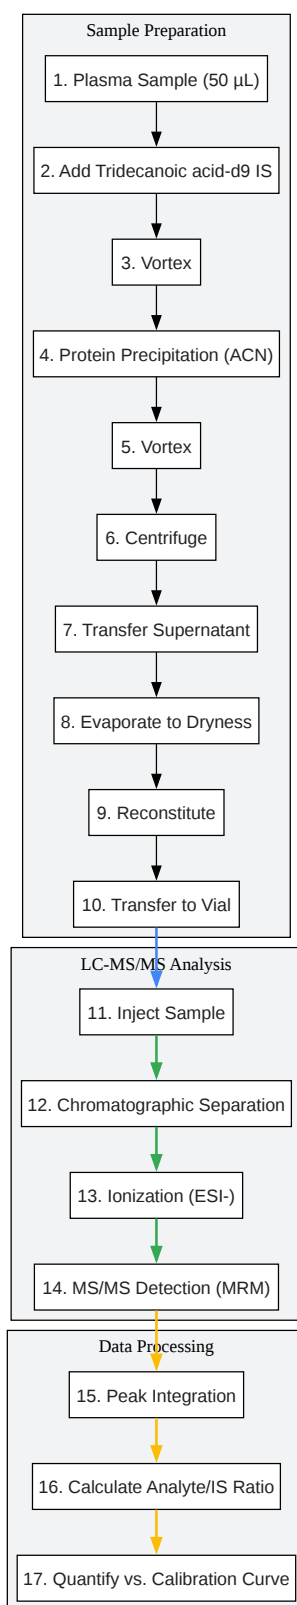 Sample Preparation
1. Plasma Sample (50 µL)
2. Add Tridecanoic acid-d9 IS
3. Vortex
4. Protein Precipitation (ACN)
5. Vortex
6. Centrifuge
7. Transfer Supernatant
8. Evaporate to Dryness
9. Reconstitute
10. Transfer to Vial
LC-MS/MS Analysis
11. Inject Sample
12. Chromatographic Separation
13. Ionization (ESI-)
14. MS/MS Detection (MRM)
Data Processing
15. Peak Integration
16. Calculate Analyte/IS Ratio
17. Quantify vs. Calibration Curve